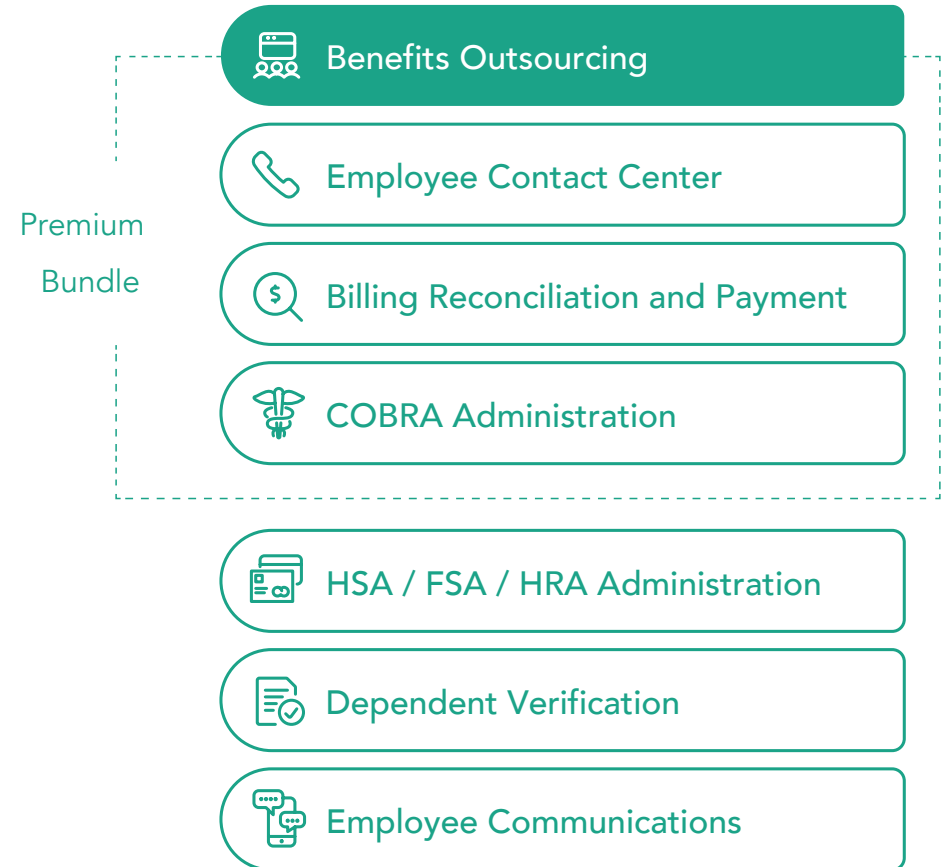 Benefits Outsourcing
Employee Contact Center
Premium
Bundle
$
Billing Reconciliation and Payment
COBRA Administration
HSA / FSA / HRA Administration
Dependent Verification
Employee Communications